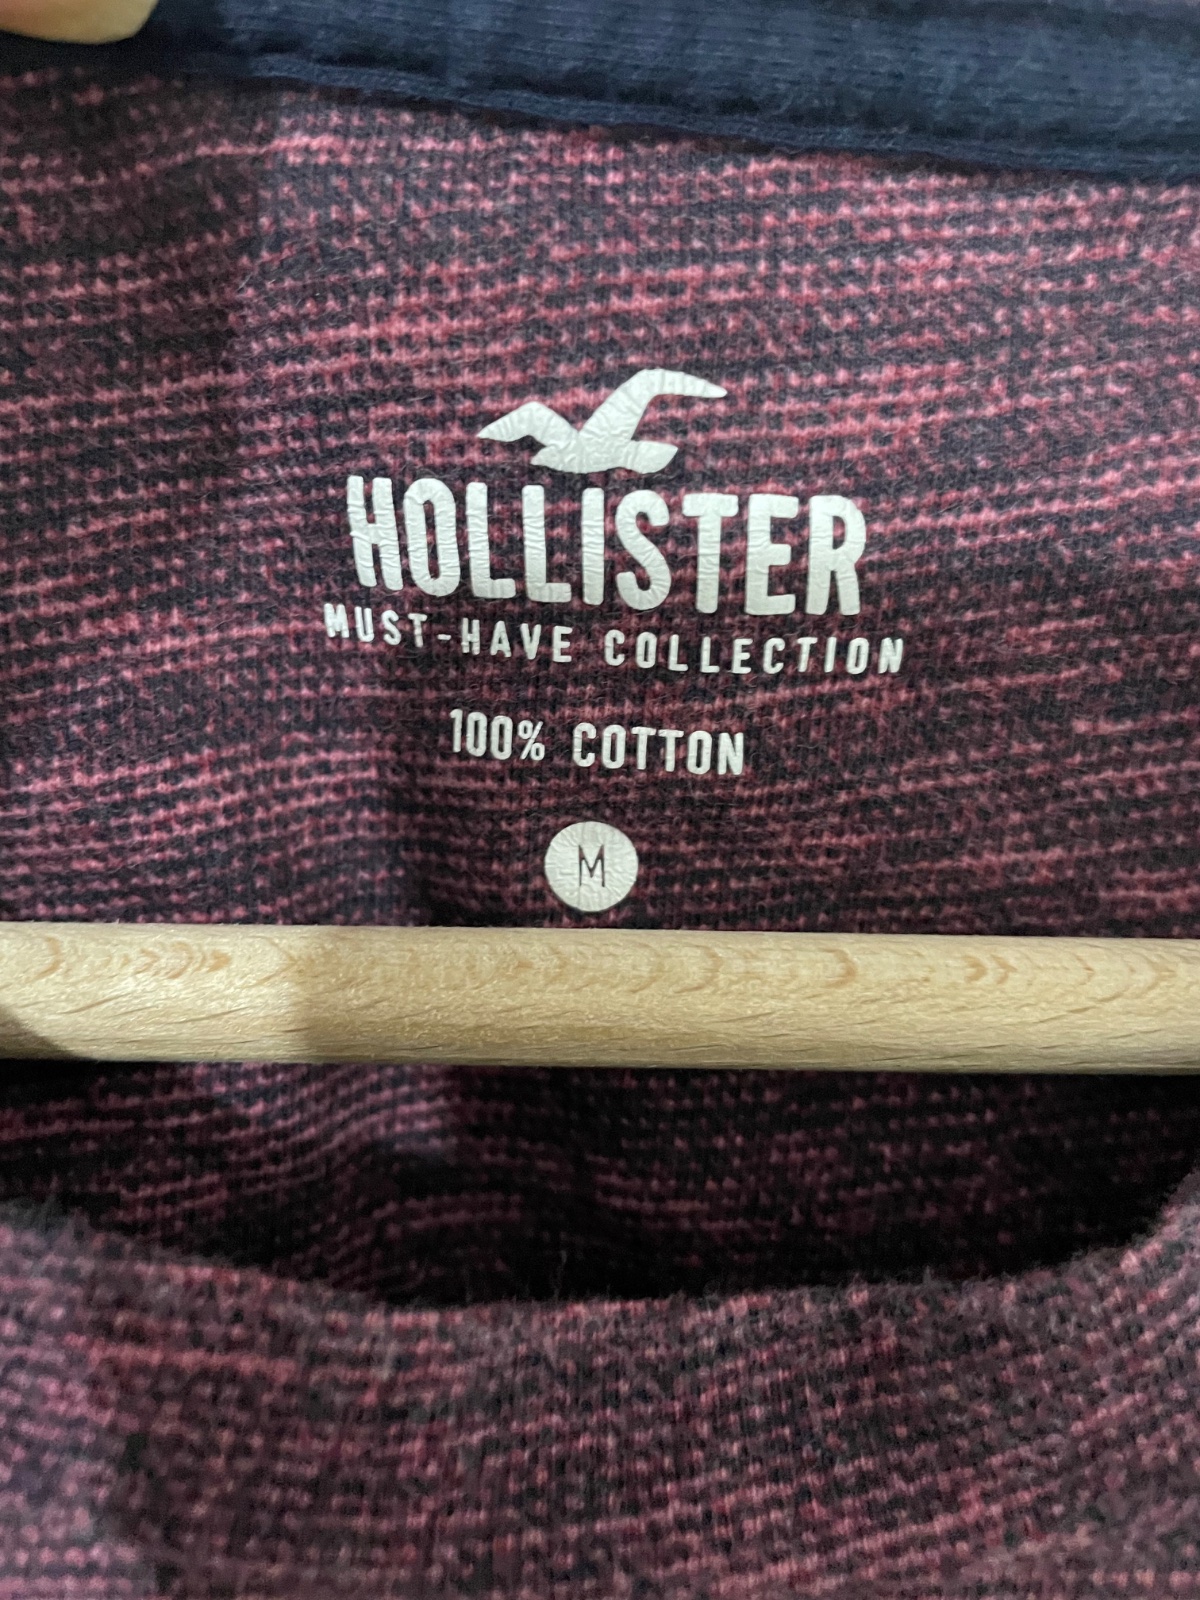 HOLLISTER
MUST-HAVE COLLECTION
100% COTTON
M